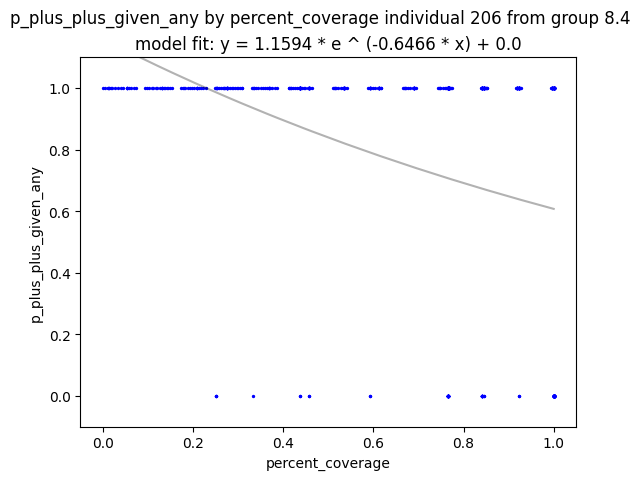 p_plus_plus_given_any by percent_coverage individual 206 from group 8.4
model fit: y = 1.1594 * e ^ (-0.6466 * x) + 0.0
1.0
0.8
0.6
0.4
0.2
0.0
p_plus_plus_given_any
0.0 0.2 0.4 0.6 0.8 1.0
percent_coverage